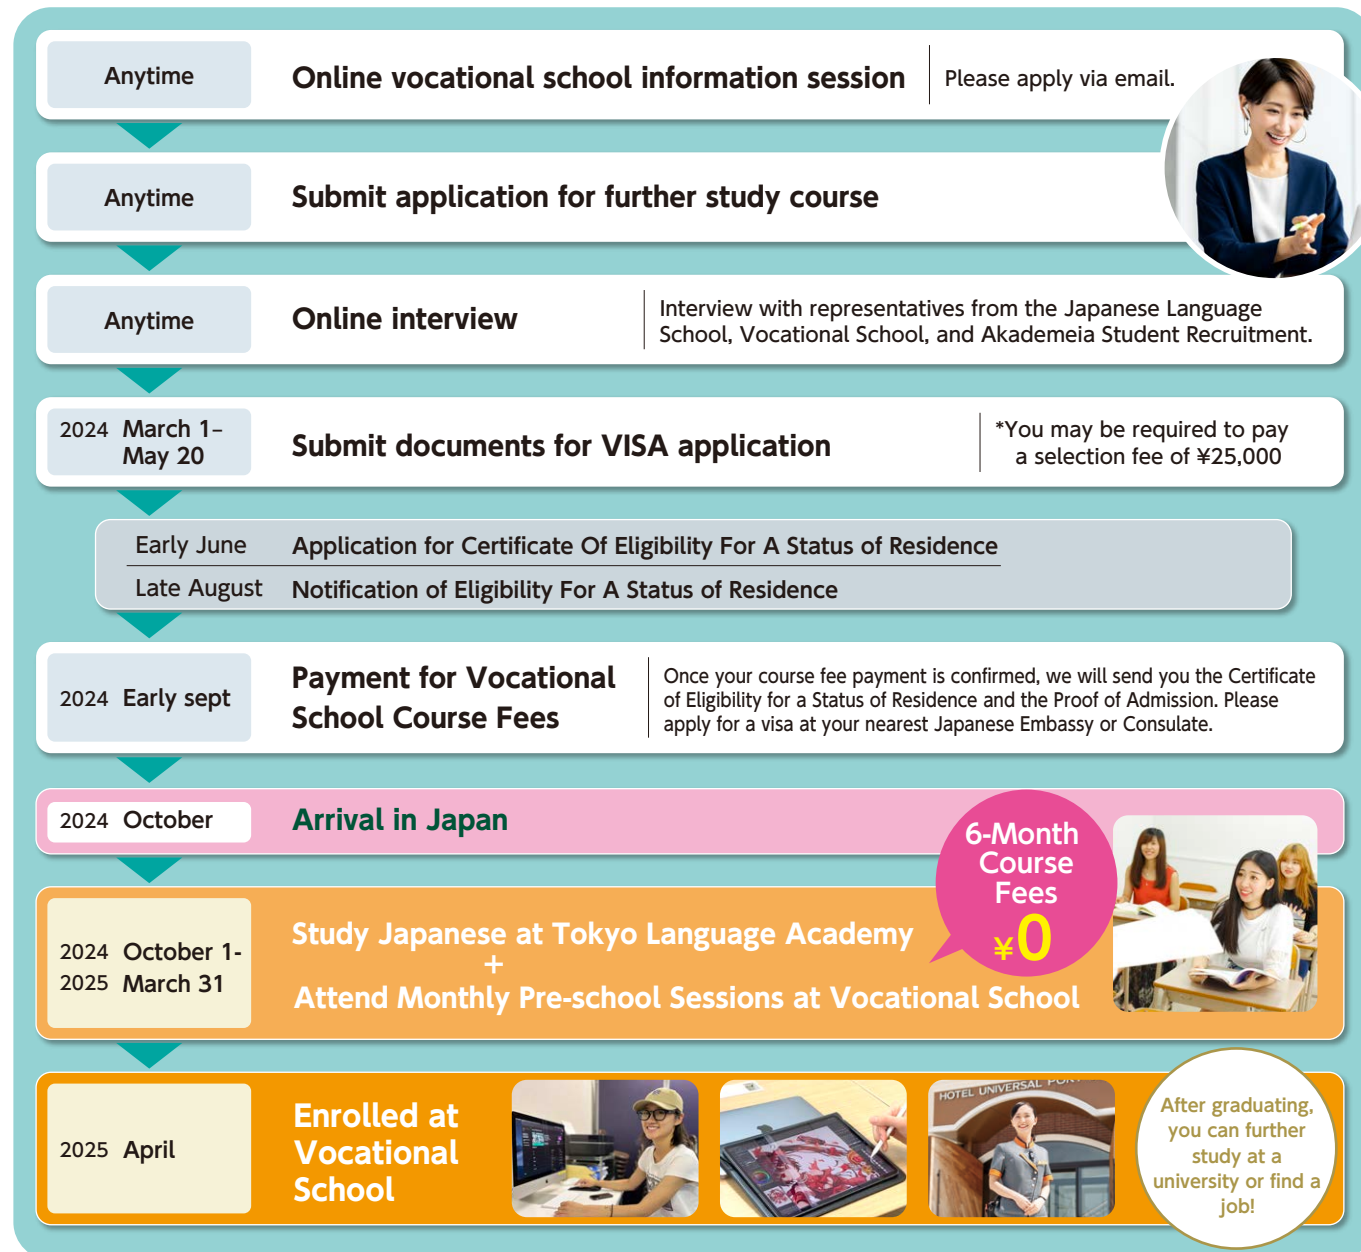 Anytime
Online vocational school information session
Please apply via email.
Anytime
Submit application for further study course
Anytime
Online interview
Interview with representatives from the Japanese Language
School, Vocational School, and Akademeia Student Recruitment.
2024 March 1–
May 20
Submit documents for VISA application
*You may be required to pay
a selection fee of ¥25,000
Early June Application for Certificate Of Eligibility For A Status of Residence
Late August Notification of Eligibility For A Status of Residence
2024 Early sept
Payment for Vocational
School Course Fees
Once your course fee payment is confirmed, we will send you the Certificate
of Eligibility for a Status of Residence and the Proof of Admission. Please
apply for a visa at your nearest Japanese Embassy or Consulate.
2024 October
Arrival in Japan
6-Month
Course
Fees
¥0
2024 October 1-
2025 March 31
Study Japanese at Tokyo Language Academy
+
Attend Monthly Pre-school Sessions at Vocational School
2025 April
Enrolled at
Vocational
School
HOTEL UNIVERSAL
After graduating,
you can further
study at a
university or find a
job!